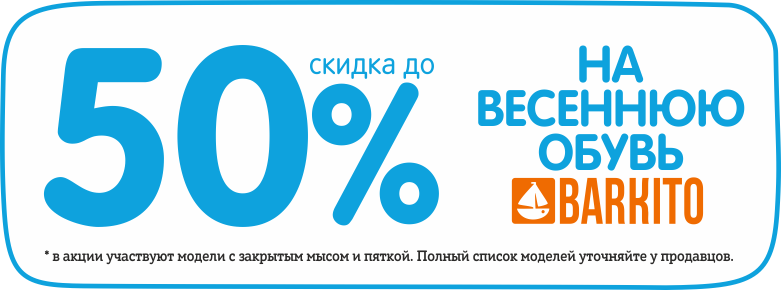 скидка до
50%
НА
ВЕСЕННЮЮ
ОБУВЬ
BARKITO
* в акции участвуют модели с закрытым мысом и пяткой. Полный список моделей уточняйте у продавцов.